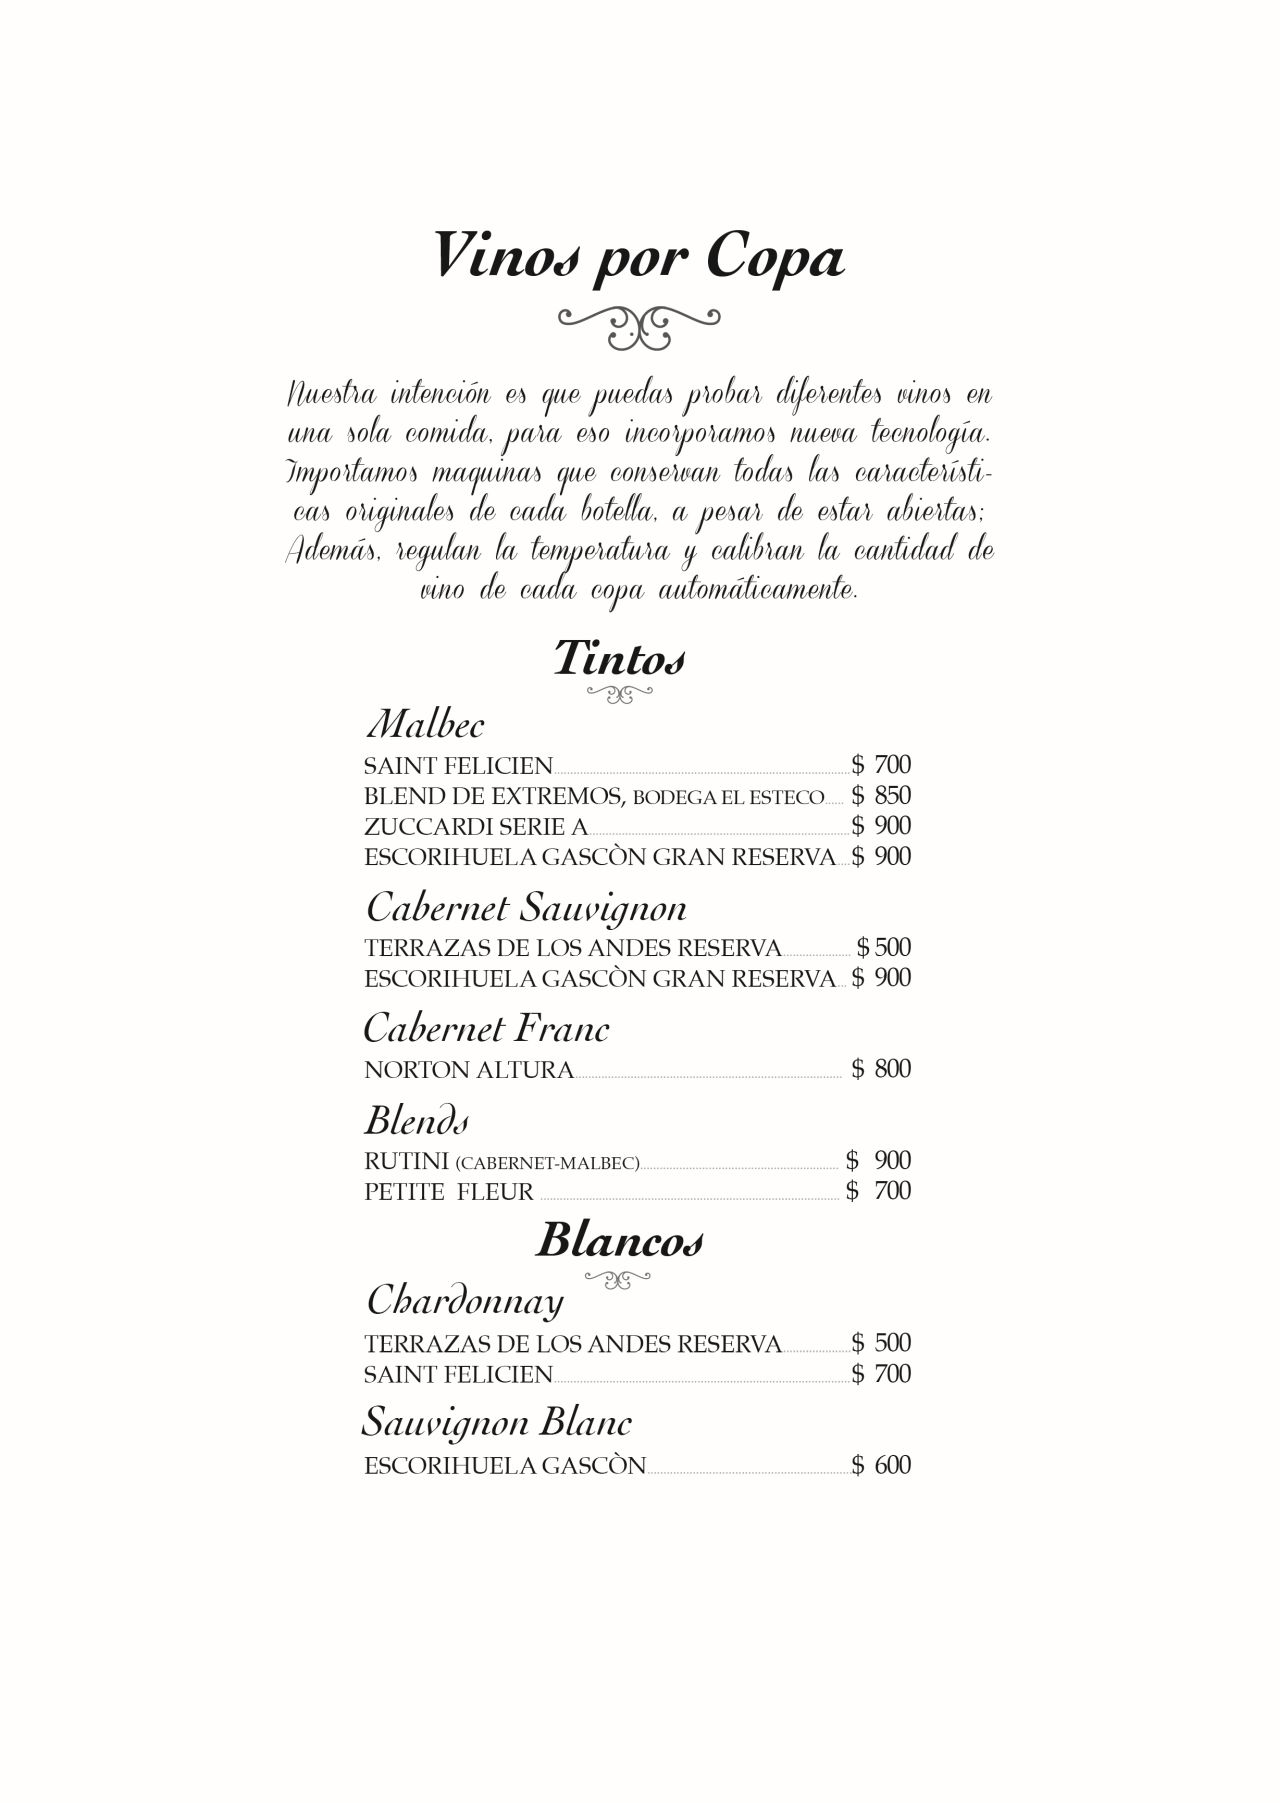 Vinos por Copa
Nuestra intención es que puedas probar diferentes vinos en
una sola comida, para eso incorporamos nueva tecnología.
Importamos maquinas que conservan todas las característi-
cas originales de cada botella, a pesar de estar abiertas;
Además, regulan la temperatura y calibran la cantidad de
vino de cada copa automáticamente.
Tintos
Malbec
SAINT FELICIEN $ 700
BLEND DE EXTREMOS, BODEGA EL ESTECO $ 850
ZUCCARDI SERIE A $ 900
ESCORIHUELA GASCÒN GRAN RESERVA $ 900
Cabernet Sauvignon
TERRAZAS DE LOS ANDES RESERVA $ 500
ESCORIHUELA GASCÒN GRAN RESERVA $ 900
Cabernet Franc
NORTON ALTURA $ 800
Blends
RUTINI (CABERNET-MALBEC) $ 900
PETITE FLEUR $ 700
Blancos
Chardonnay
TERRAZAS DE LOS ANDES RESERVA $ 500
SAINT FELICIEN $ 700
Sauvignon Blanc
ESCORIHUELA GASCÒN $ 600